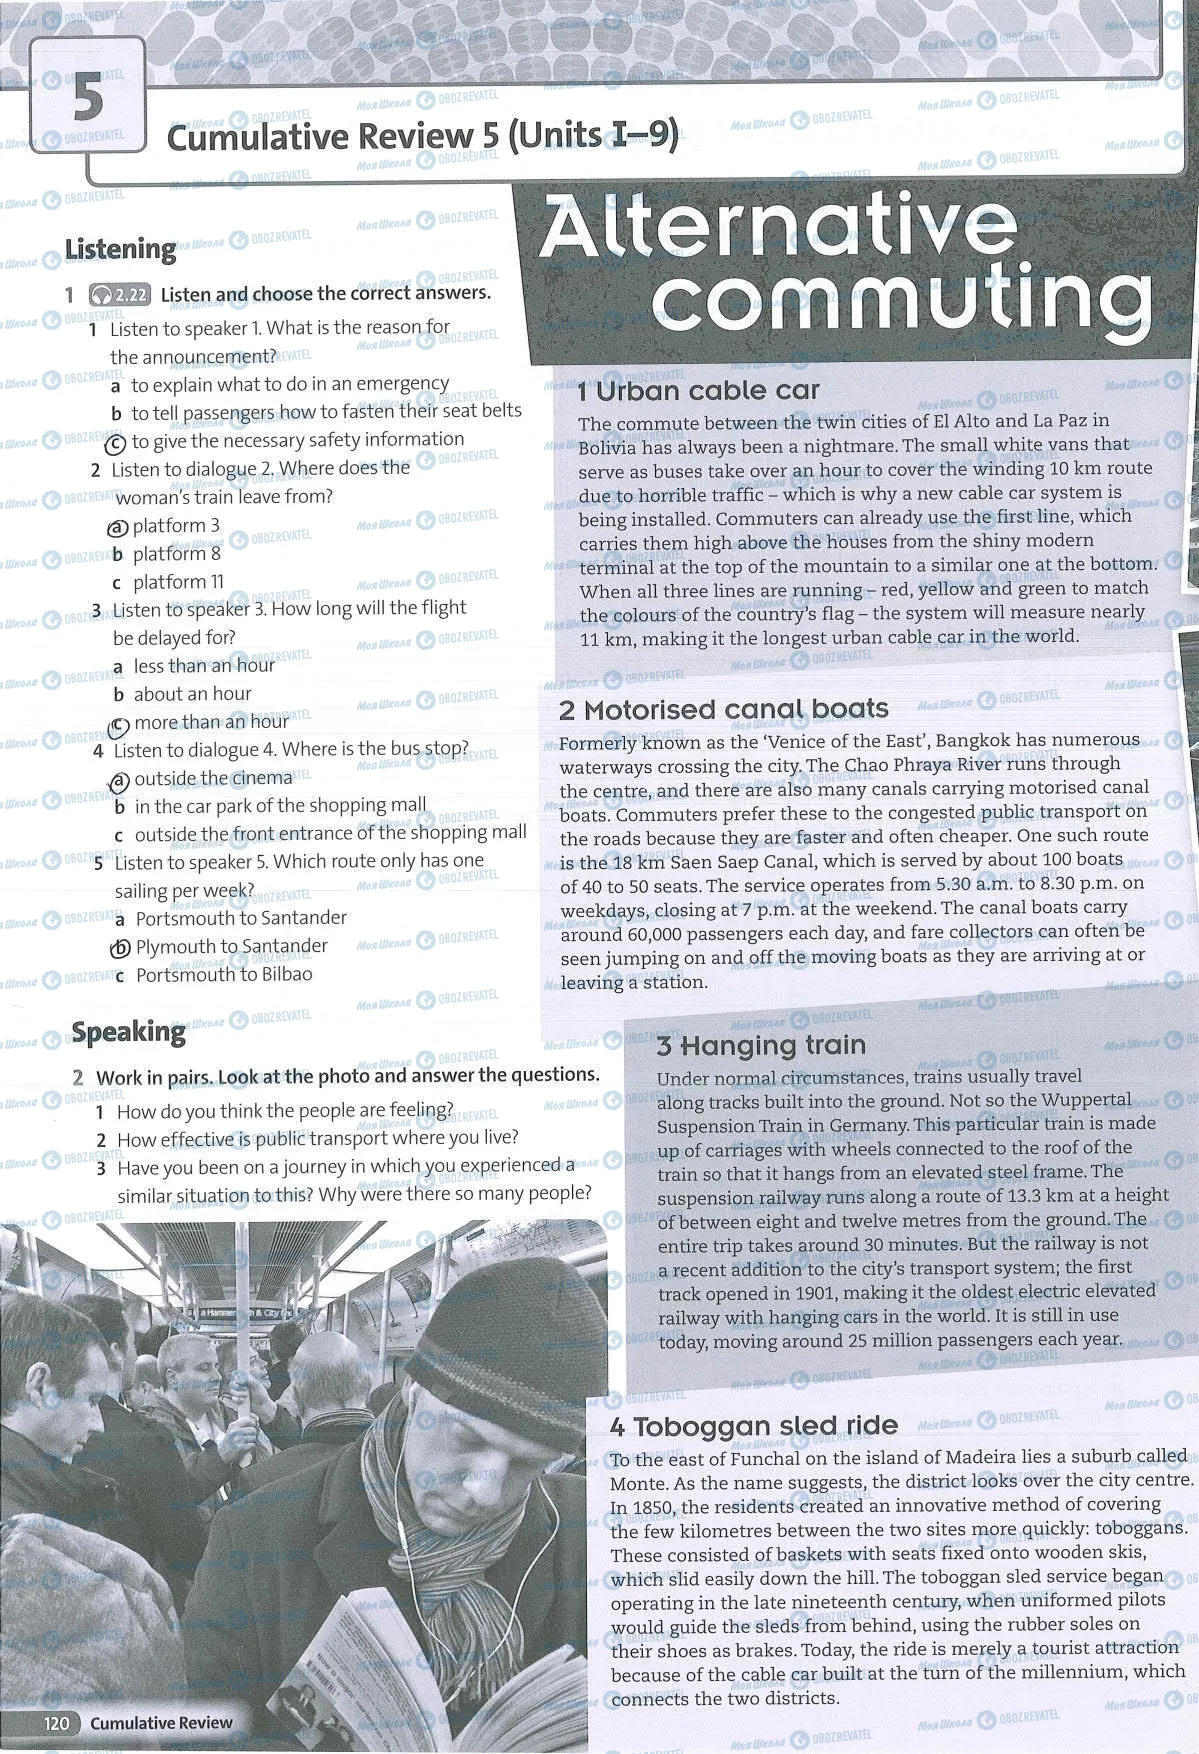 5
Cumulative Review 5 (Units I–9)
Listening
1 2.22 Listen and choose the correct answers.
1 Listen to speaker 1. What is the reason for
the announcement?
a to explain what to do in an emergency
b to tell passengers how to fasten their seat belts
c to give the necessary safety information
2 Listen to dialogue 2. Where does the
woman's train leave from?
a platform 3
b platform 8
c platform 11
3 Listen to speaker 3. How long will the flight
be delayed for?
a less than an hour
b about an hour
c more than an hour
4 Listen to dialogue 4. Where is the bus stop?
a outside the cinema
b in the car park of the shopping mall
c outside the front entrance of the shopping mall
5 Listen to speaker 5. Which route only has one
sailing per week?
a Portsmouth to Santander
b Plymouth to Santander
c Portsmouth to Bilbao
Speaking
2 Work in pairs. Look at the photo and answer the questions.
1 How do you think the people are feeling?
2 How effective is public transport where you live?
3 Have you been on a journey in which you experienced a
similar situation to this? Why were there so many people?
120 Cumulative Review
Alternative
commuting
1 Urban cable car
The commute between the twin cities of El Alto and La Paz in
Bolivia has always been a nightmare. The small white vans that
serve as buses take over an hour to cover the winding 10 km route
due to horrible traffic – which is why a new cable car system is
being installed. Commuters can already use the first line, which
carries them high above the houses from the shiny modern
terminal at the top of the mountain to a similar one at the bottom.
When all three lines are running – red, yellow and green to match
the colours of the country's flag – the system will measure nearly
11 km, making it the longest urban cable car in the world.
2 Motorised canal boats
Formerly known as the 'Venice of the East', Bangkok has numerous
waterways crossing the city. The Chao Phraya River runs through
the centre, and there are also many canals carrying motorised canal
boats. Commuters prefer these to the congested public transport on
the roads because they are faster and often cheaper. One such route
is the 18 km Saen Saep Canal, which is served by about 100 boats
of 40 to 50 seats. The service operates from 5.30 a.m. to 8.30 p.m. on
weekdays, closing at 7 p.m. at the weekend. The canal boats carry
around 60,000 passengers each day, and fare collectors can often be
seen jumping on and off the moving boats as they are arriving at or
leaving a station.
3 Hanging train
Under normal circumstances, trains usually travel
along tracks built into the ground. Not so the Wuppertal
Suspension Train in Germany. This particular train is made
up of carriages with wheels connected to the roof of the
train so that it hangs from an elevated steel frame. The
suspension railway runs along a route of 13.3 km at a height
of between eight and twelve metres from the ground. The
entire trip takes around 30 minutes. But the railway is not
a recent addition to the city's transport system; the first
track opened in 1901, making it the oldest electric elevated
railway with hanging cars in the world. It is still in use
today, moving around 25 million passengers each year.
4 Toboggan sled ride
To the east of Funchal on the island of Madeira lies a suburb called
Monte. As the name suggests, the district looks over the city centre.
In 1850, the residents created an innovative method of covering
the few kilometres between the two sites more quickly: toboggans.
These consisted of baskets with seats fixed onto wooden skis,
which slid easily down the hill. The toboggan sled service began
operating in the late nineteenth century, when uniformed pilots
would guide the sleds from behind, using the rubber soles on
their shoes as brakes. Today, the ride is merely a tourist attraction
because of the cable car built at the turn of the millennium, which
connects the two districts.
Моя Школа OBOZREVATEL